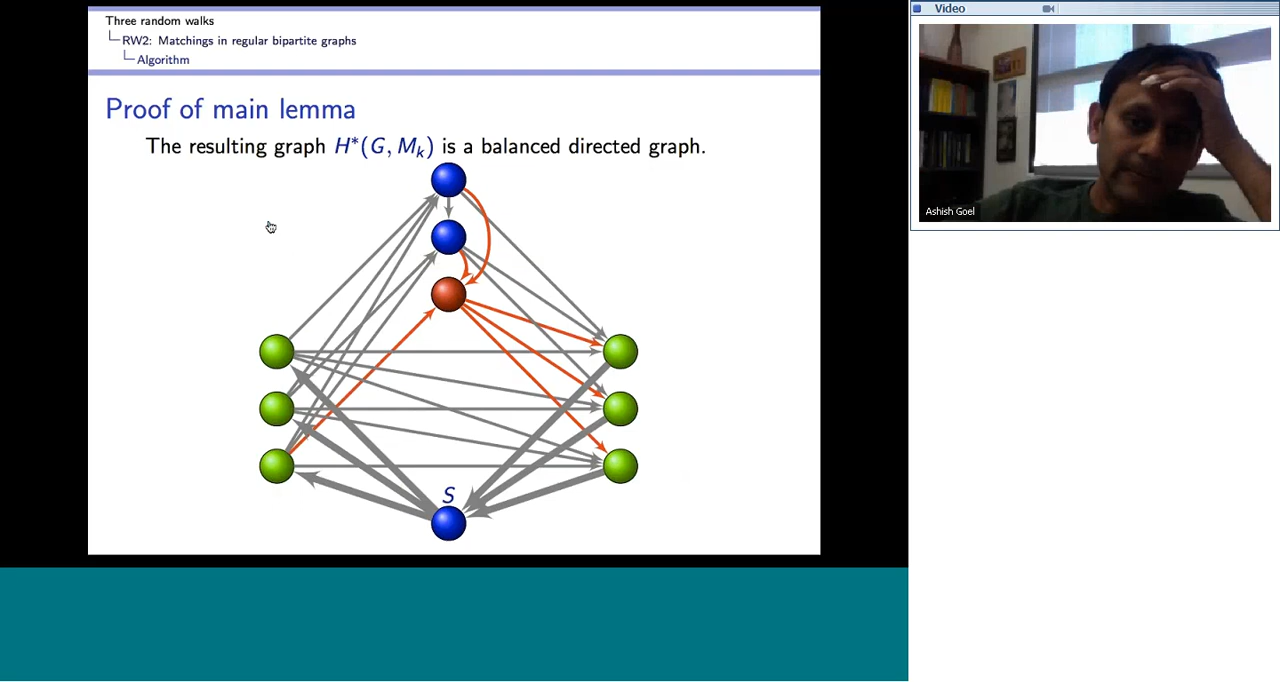 Three random walks
RW2: Matchings in regular bipartite graphs
Algorithm
Proof of main lemma
The resulting graph H*(G, Mₖ) is a balanced directed graph.
S
Video
Ashish Goel